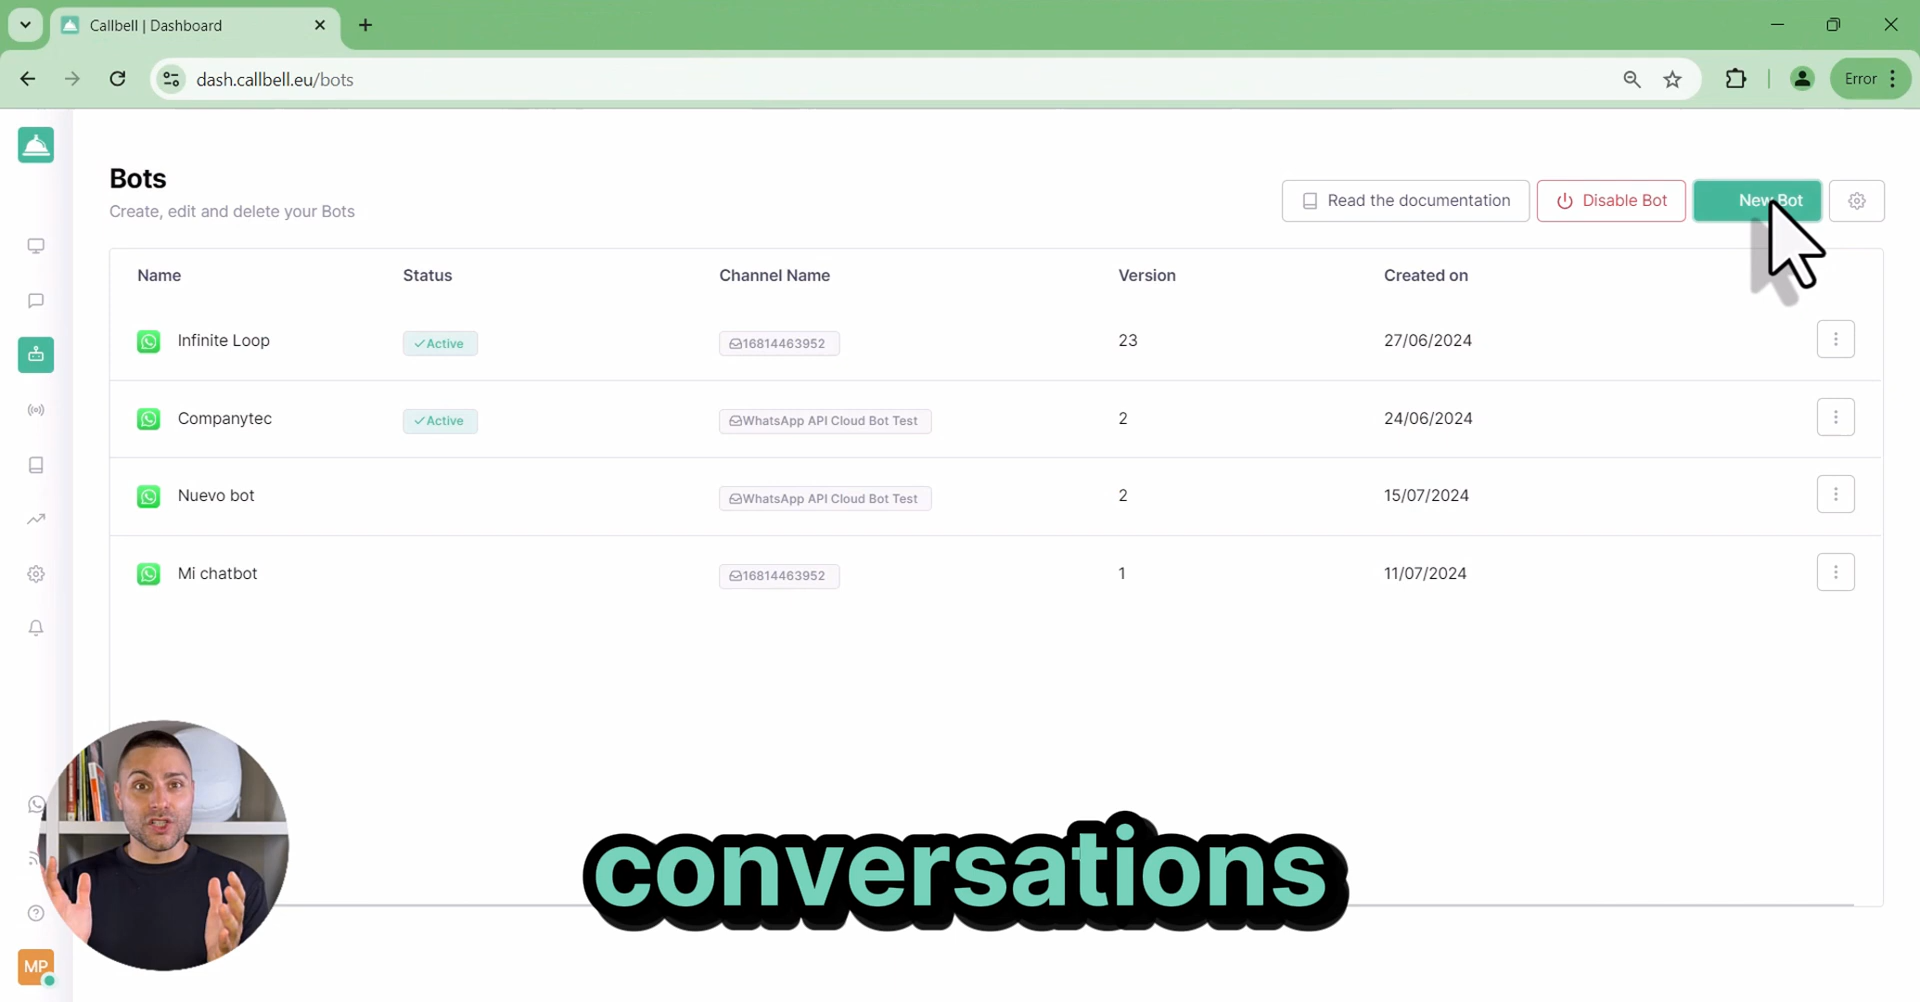 Callbell | Dashboard
dash.callbell.eu/bots
Error
Bots
Create, edit and delete your Bots
Read the documentation
Disable Bot
New Bot
Name Status Channel Name Version Created on
Infinite Loop Active 16814463952 23 27/06/2024
Companytec Active WhatsApp API Cloud Bot Test 2 24/06/2024
Nuevo bot WhatsApp API Cloud Bot Test 2 15/07/2024
Mi chatbot 16814463952 1 11/07/2024
conversations
MP